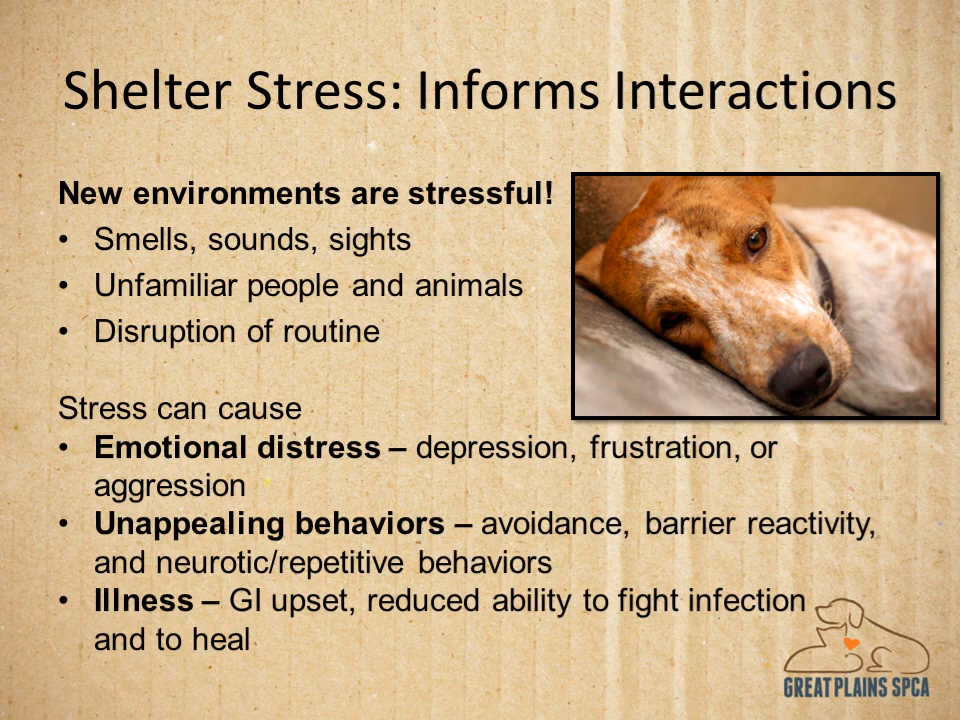 Shelter Stress: Informs Interactions
New environments are stressful!
• Smells, sounds, sights
• Unfamiliar people and animals
• Disruption of routine
Stress can cause
• Emotional distress – depression, frustration, or
aggression
• Unappealing behaviors – avoidance, barrier reactivity,
and neurotic/repetitive behaviors
• Illness – GI upset, reduced ability to fight infection
and to heal
GREAT PLAINS SPCA